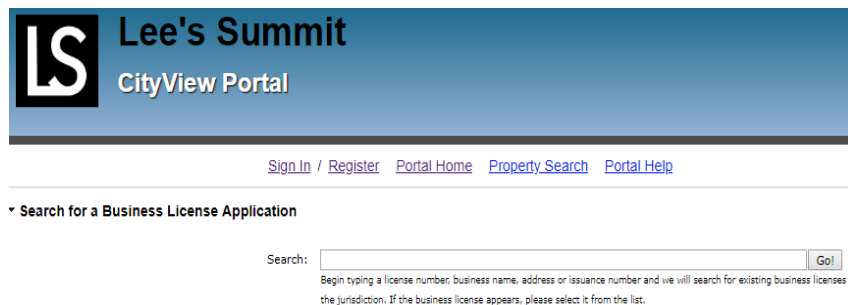 LS
Lee's Summit
CityView Portal
Sign In / Register Portal Home Property Search Portal Help
Search for a Business License Application
Search: Go!
Begin typing a license number, business name, address or issuance number and we will search for existing business licenses
the jurisdiction. If the business license appears, please select it from the list.